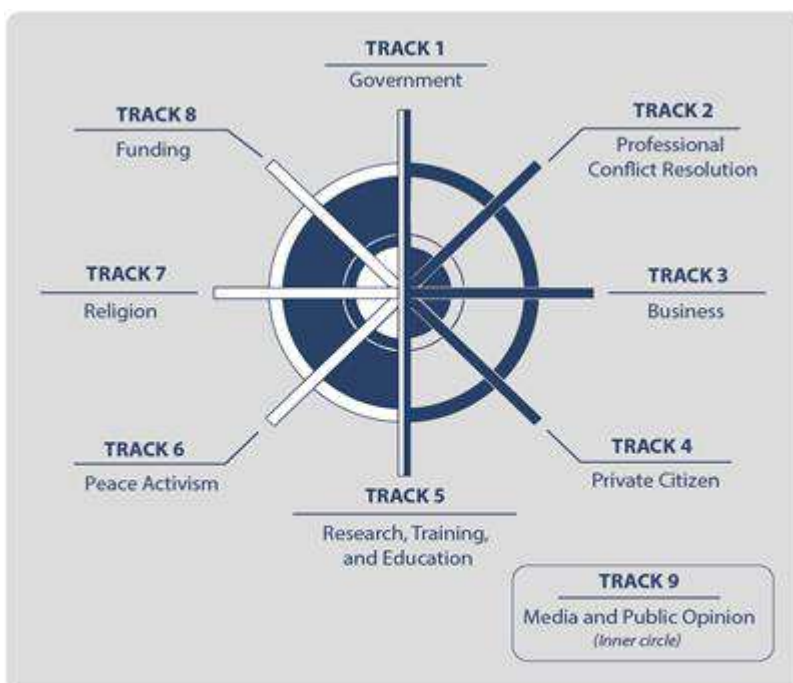 TRACK 1
Government
TRACK 2
Professional
Conflict Resolution
TRACK 3
Business
TRACK 4
Private Citizen
TRACK 5
Research, Training,
and Education
TRACK 6
Peace Activism
TRACK 7
Religion
TRACK 8
Funding
TRACK 9
Media and Public Opinion
(Inner circle)